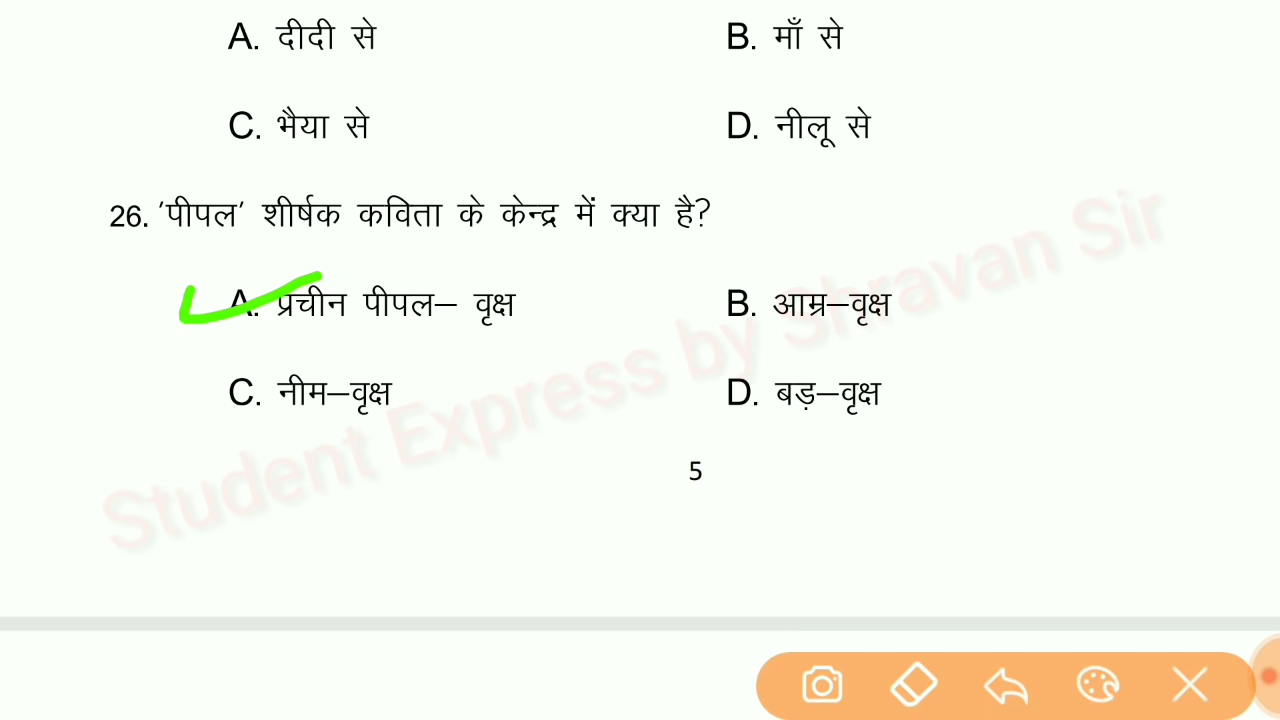 A. दीदी से B. माँ से
C. भैया से D. नीलू से
26. 'पीपल' शीर्षक कविता के केन्द्र में क्या है?
A. प्रचीन पीपल– वृक्ष B. आम्र–वृक्ष
C. नीम–वृक्ष D. बड़–वृक्ष
5
Student Express by Shravan Sir